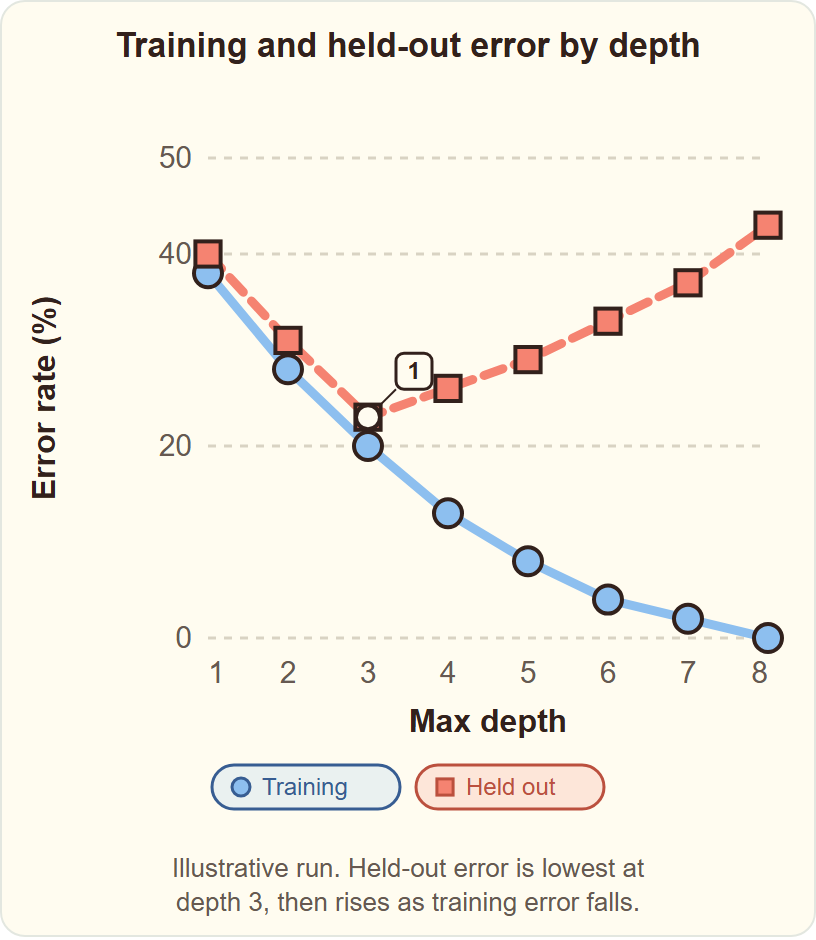 Training and held-out error by depth
50
40
20
0
Error rate (%)
1
1 2 3 4 5 6 7 8
Max depth
Training Held out
Illustrative run. Held-out error is lowest at
depth 3, then rises as training error falls.